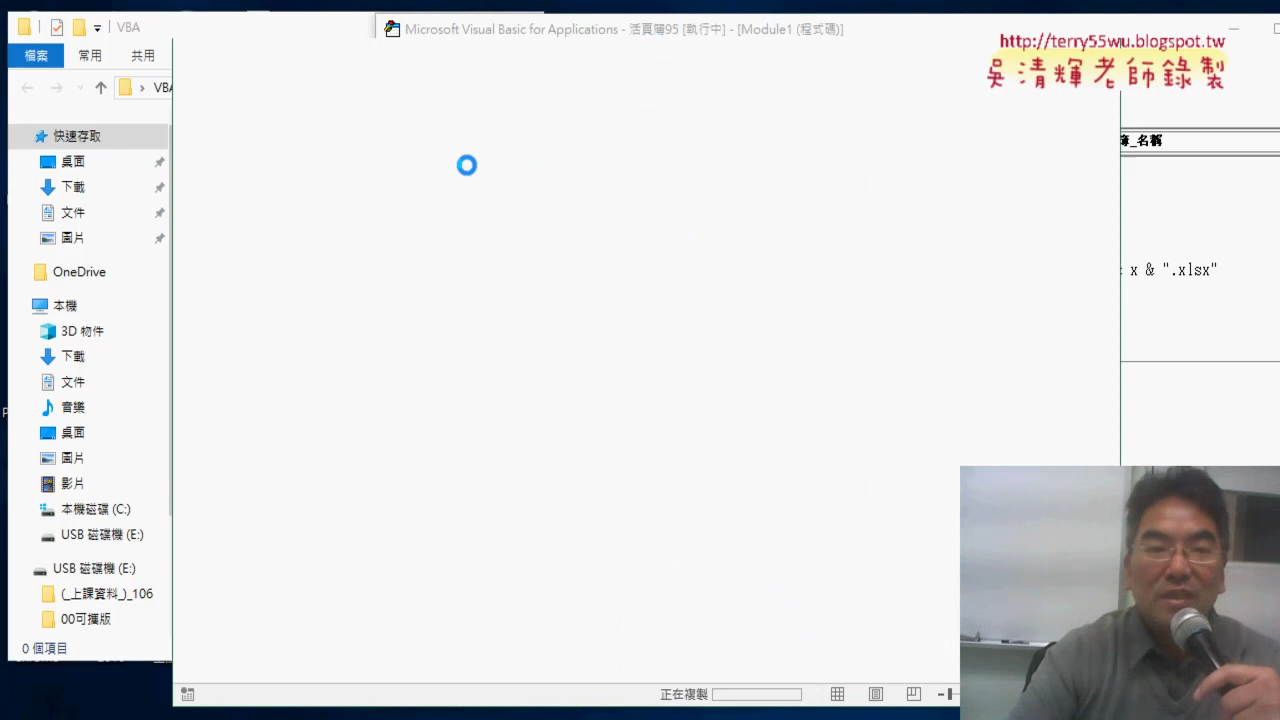 VBA
Microsoft Visual Basic for Applications - 活頁簿95 [執行中] - [Module1 (程式碼)]
http://terry55wu.blogspot.tw
吳清輝老師錄製
檔案
常用
共用
VBA
快速存取
桌面
下載
文件
圖片
OneDrive
本機
3D 物件
下載
文件
音樂
桌面
圖片
影片
本機磁碟 (C:)
USB 磁碟機 (E:)
USB 磁碟機 (E:)
(_上課資料_)_106
00可攜版
0 個項目
_名稱
x & ".xlsx"
正在複製